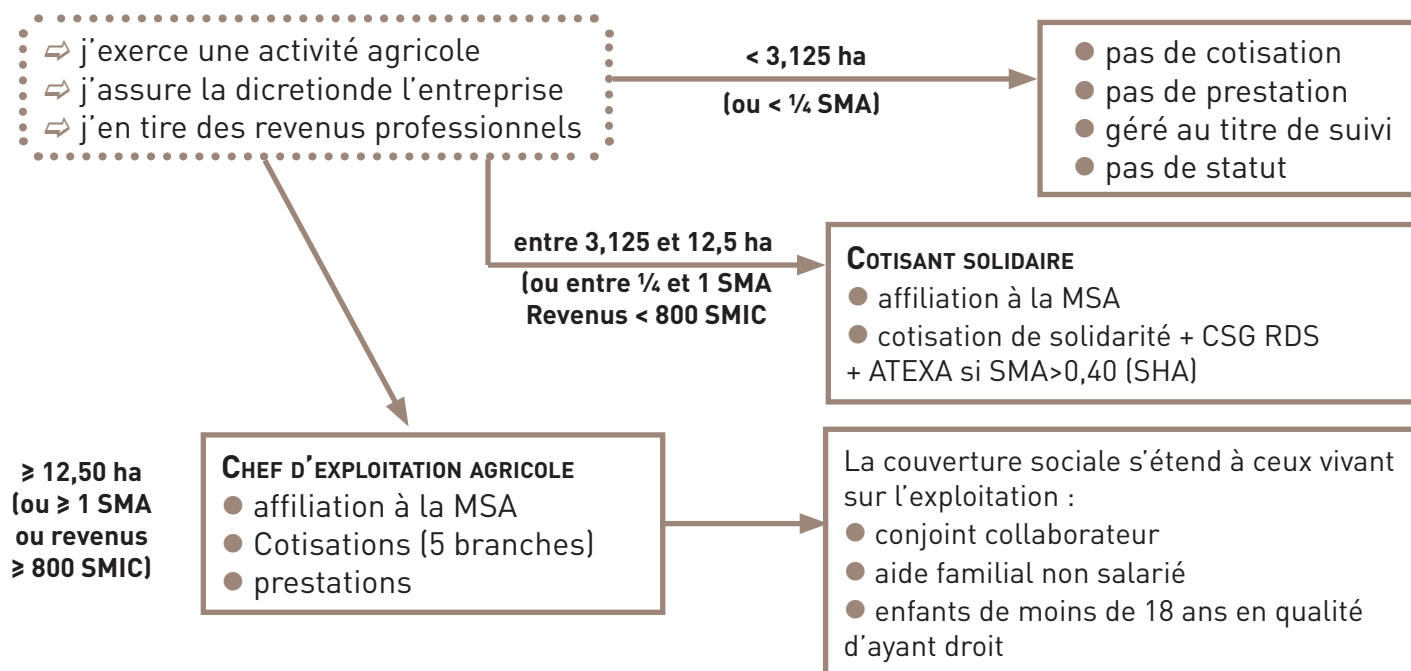 ⇨ j'exerce une activité agricole
⇨ j'assure la dicretionde l'entreprise
⇨ j'en tire des revenus professionnels
< 3,125 ha
(ou < ¼ SMA)
● pas de cotisation
● pas de prestation
● géré au titre de suivi
● pas de statut
entre 3,125 et 12,5 ha
(ou entre ¼ et 1 SMA
Revenus < 800 SMIC
COTISANT SOLIDAIRE
● affiliation à la MSA
● cotisation de solidarité + CSG RDS
+ ATEXA si SMA>0,40 (SHA)
≥ 12,50 ha
(ou ≥ 1 SMA
ou revenus
≥ 800 SMIC)
CHEF D'EXPLOITATION AGRICOLE
● affiliation à la MSA
● Cotisations (5 branches)
● prestations
La couverture sociale s'étend à ceux vivant
sur l'exploitation :
● conjoint collaborateur
● aide familial non salarié
● enfants de moins de 18 ans en qualité
d'ayant droit